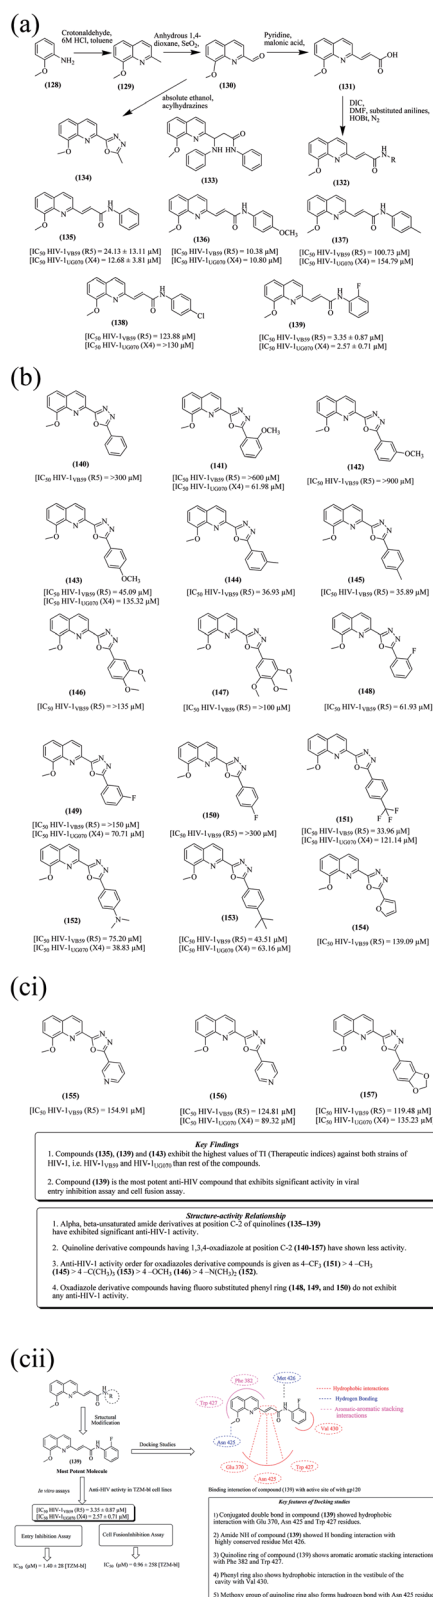 (a)
Crotonaldehyde,
6M HCl, toluene
Anhydrous 1,4-
dioxane, SeO2,
Pyridine,
malonic acid,
(128)
(129)
(130)
(131)
absolute ethanol,
acylhydrazines
DIC,
DMF, substituted anilines,
HOBt, N2
(134)
(133)
(132)
(135)
[IC50 HIV-1VB59 (R5) = 24.13 ± 13.11 µM]
[IC50 HIV-1UG070 (X4) = 12.68 ± 3.81 µM]
(136)
[IC50 HIV-1VB59 (R5) = 10.38 µM]
[IC50 HIV-1UG070 (X4) = 10.80 µM]
(137)
[IC50 HIV-1VB59 (R5) = 100.73 µM]
[IC50 HIV-1UG070 (X4) = 154.79 µM]
(138)
[IC50 HIV-1VB59 (R5) = 123.88 µM]
[IC50 HIV-1UG070 (X4) = >130 µM]
(139)
[IC50 HIV-1VB59 (R5) = 3.35 ± 0.87 µM]
[IC50 HIV-1UG070 (X4) = 2.57 ± 0.71 µM]
(b)
(140)
[IC50 HIV-1VB59 (R5) = >300 µM]
(141)
[IC50 HIV-1VB59 (R5) = >600 µM]
[IC50 HIV-1UG070 (X4) = 61.98 µM]
(142)
[IC50 HIV-1VB59 (R5) = >900 µM]
(143)
[IC50 HIV-1VB59 (R5) = 45.09 µM]
[IC50 HIV-1UG070 (X4) = 135.32 µM]
(144)
[IC50 HIV-1VB59 (R5) = 36.93 µM]
(145)
[IC50 HIV-1VB59 (R5) = 35.89 µM]
(146)
[IC50 HIV-1VB59 (R5) = >135 µM]
(147)
[IC50 HIV-1VB59 (R5) = >100 µM]
(148)
[IC50 HIV-1VB59 (R5) = 61.93 µM]
(149)
[IC50 HIV-1VB59 (R5) = >150 µM]
[IC50 HIV-1UG070 (X4) = 70.71 µM]
(150)
[IC50 HIV-1VB59 (R5) = >300 µM]
(151)
[IC50 HIV-1VB59 (R5) = 33.96 µM]
[IC50 HIV-1UG070 (X4) = 121.14 µM]
(152)
[IC50 HIV-1VB59 (R5) = 75.20 µM]
[IC50 HIV-1UG070 (X4) = 38.83 µM]
(153)
[IC50 HIV-1VB59 (R5) = 43.51 µM]
[IC50 HIV-1UG070 (X4) = 63.16 µM]
(154)
[IC50 HIV-1VB59 (R5) = 139.09 µM]
(ci)
(155)
[IC50 HIV-1VB59 (R5) = 154.91 µM]
(156)
[IC50 HIV-1VB59 (R5) = 124.81 µM]
[IC50 HIV-1UG070 (X4) = 89.32 µM]
(157)
[IC50 HIV-1VB59 (R5) = 119.48 µM]
[IC50 HIV-1UG070 (X4) = 135.23 µM]
Key Findings
1. Compounds (135), (139) and (143) exhibit the highest values of TI (Therapeutic indices) against both strains of
HIV-1, i.e. HIV-1VB59 and HIV-1UG070 than rest of the compounds.
2. Compound (139) is the most potent anti-HIV compound that exhibits significant activity in viral
entry inhibition assay and cell fusion assay.
Structure-activity Relationship
1. Alpha, beta-unsaturated amide derivatives at position C-2 of quinolines (135–139)
have exhibited significant anti-HIV-1 activity.
2. Quinoline derivative compounds having 1,3,4-oxadiazole at position C-2 (140-157) have shown less activity.
3. Anti-HIV-1 activity order for oxadiazoles derivatives compounds is given as 4–CF3 (151) > 4 –CH3
(145) > 4 –C(CH3)3 (153) > 4 –OCH3 (146) > 4 –N(CH3)2 (152).
4. Oxadiazole derivative compounds having fluoro substituted phenyl ring (148, 149, and 150) do not exhibit
any anti-HIV-1 activity.
(cii)
Structural
Modification
(139)
Most Potent Molecule
Docking Studies
In vitro assays
Anti-HIV activity in TZM-bl cell lines
[IC50 HIV-1VB59 (R5) = 3.35 ± 0.87 µM]
[IC50 HIV-1UG070 (X4) = 2.57 ± 0.71 µM]
Entry Inhibition Assay
Cell FusionInhibition Assay
Phe 382
Met 426
Trp 427
Asn 425
Val 430
Glu 370
Asn 425
Trp 427
Hydrophobic interactions
Hydrogen Bonding
Aromatic-aromatic stacking
interactions
Binding interaction of compound (139) with active site of with gp120
Key features of Docking studies
1) Conjugated double bond in compound (139) showed hydrophobic
interaction with Glu 370, Asn 425 and Trp 427 residues.
2) Amide NH of compound (139) showed H bonding interaction with
highly conserved residue Met 426.
3) Quinoline ring of compound (139) shows aromatic aromatic interactions
with Phe 382 and Trp 427.
4) Phenyl ring also shows hydrophobic interaction in the vestibule of the
cavity with Val 430.
5) Methoxy group of quinoline ring also forms hydrogen bond with Asn 425 residue